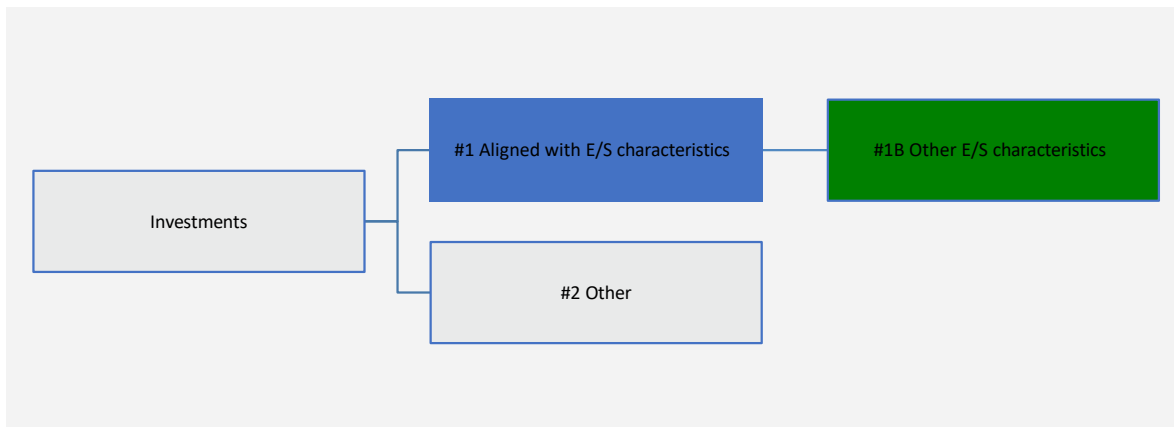 #1 Aligned with E/S characteristics
#1B Other E/S characteristics
Investments
#2 Other